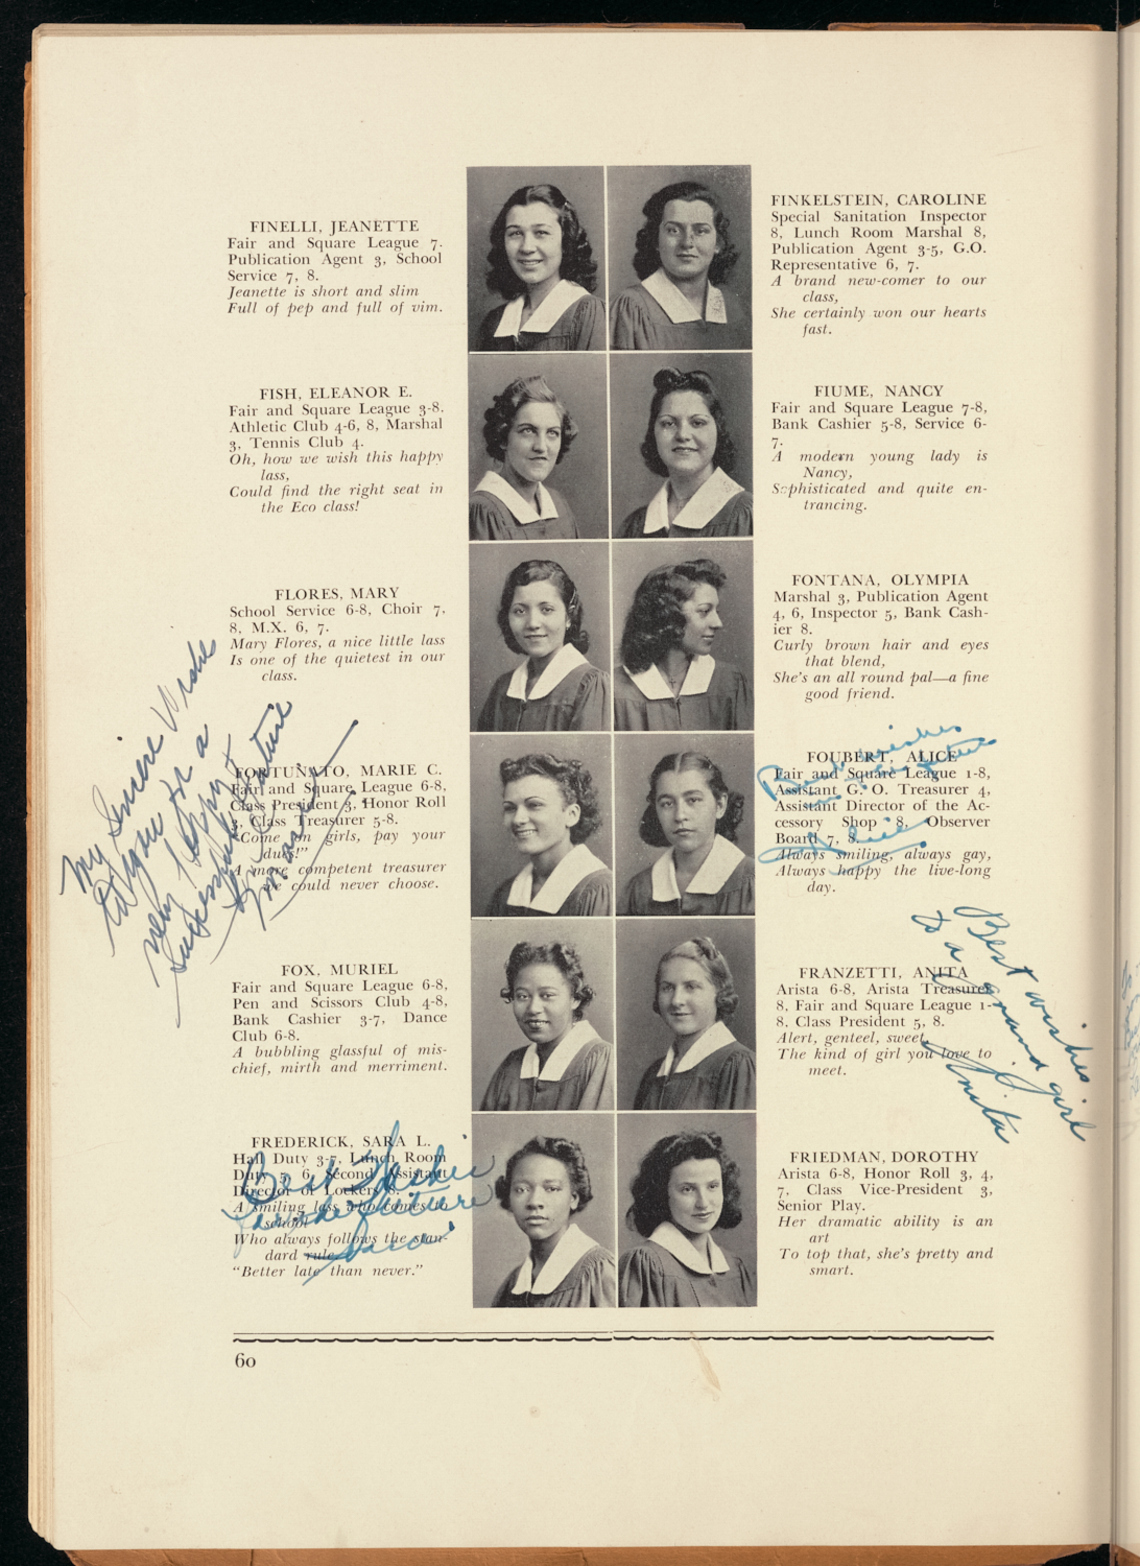 FINELLI, JEANETTE
Fair and Square League 7.
Publication Agent 3, School
Service 7, 8.
Jeanette is short and slim
Full of pep and full of vim.
FINKELSTEIN, CAROLINE
Special Sanitation Inspector
8, Lunch Room Marshal 8,
Publication Agent 3-5, G.O.
Representative 6, 7.
A brand new-comer to our
class,
She certainly won our hearts
fast.
FISH, ELEANOR E.
Fair and Square League 3-8.
Athletic Club 4-6, 8, Marshal
3, Tennis Club 4.
Oh, how we wish this happy
lass,
Could find the right seat in
the Eco class!
FIUME, NANCY
Fair and Square League 7-8,
Bank Cashier 5-8, Service 6-
7.
A modern young lady is
Nancy,
Sophisticated and quite en-
trancing.
FLORES, MARY
School Service 6-8, Choir 7,
8, M.X. 6, 7.
Mary Flores, a nice little lass
Is one of the quietest in our
class.
FONTANA, OLYMPIA
Marshal 3, Publication Agent
4, 6, Inspector 5, Bank Cash-
ier 8.
Curly brown hair and eyes
that blend,
She's an all round pal—a fine
good friend.
My Sincere Wishes
to you for a
very happy &
successful future
Marie
FORTUNATO, MARIE C.
Fair and Square League 6-8,
Class President 3, Honor Roll
Class Treasurer 5-8.
"Come on girls, pay your
dues!"
A more competent treasurer
we could never choose.
Best wishes
Alice
FOUBERT, ALICE
Fair and Square League 1-8,
Assistant G. O. Treasurer 4,
Assistant Director of the Ac-
cessory Shop 8, Observer
Board 7, 8.
Always smiling, always gay,
Always happy the live-long
day.
FOX, MURIEL
Fair and Square League 6-8,
Pen and Scissors Club 4-8,
Bank Cashier 3-7, Dance
Club 6-8.
A bubbling glassful of mis-
chief, mirth and merriment.
FRANZETTI, ANITA
Arista 6-8, Arista Treasurer
8, Fair and Square League 1-
8, Class President 5, 8.
Alert, genteel, sweet,
The kind of girl you love to
meet.
Best wishes
to a grand girl
Anita
FREDERICK, SARA L.
Hall Duty 3-7, Lunch Room
Duty 5, 6, Second Assistant
Director of Lockers 8.
A smiling lass who comes to
school
Who always follows the stan-
dard rule
"Better late than never."
Best Wishes
for the future
Sara
FRIEDMAN, DOROTHY
Arista 6-8, Honor Roll 3, 4,
7, Class Vice-President 3,
Senior Play.
Her dramatic ability is an
art
To top that, she's pretty and
smart.
60